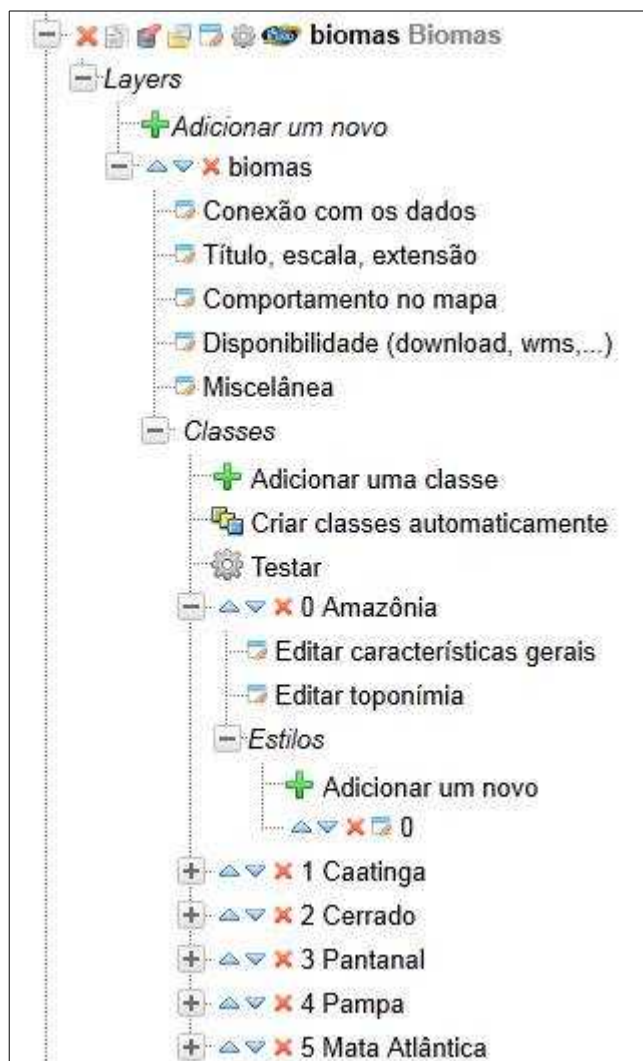 biomas Biomas
Layers
Adicionar um novo
biomas
Conexão com os dados
Título, escala, extensão
Comportamento no mapa
Disponibilidade (download, wms,...)
Miscelânea
Classes
Adicionar uma classe
Criar classes automaticamente
Testar
0 Amazônia
Editar características gerais
Editar toponímia
Estilos
Adicionar um novo
0
1 Caatinga
2 Cerrado
3 Pantanal
4 Pampa
5 Mata Atlântica